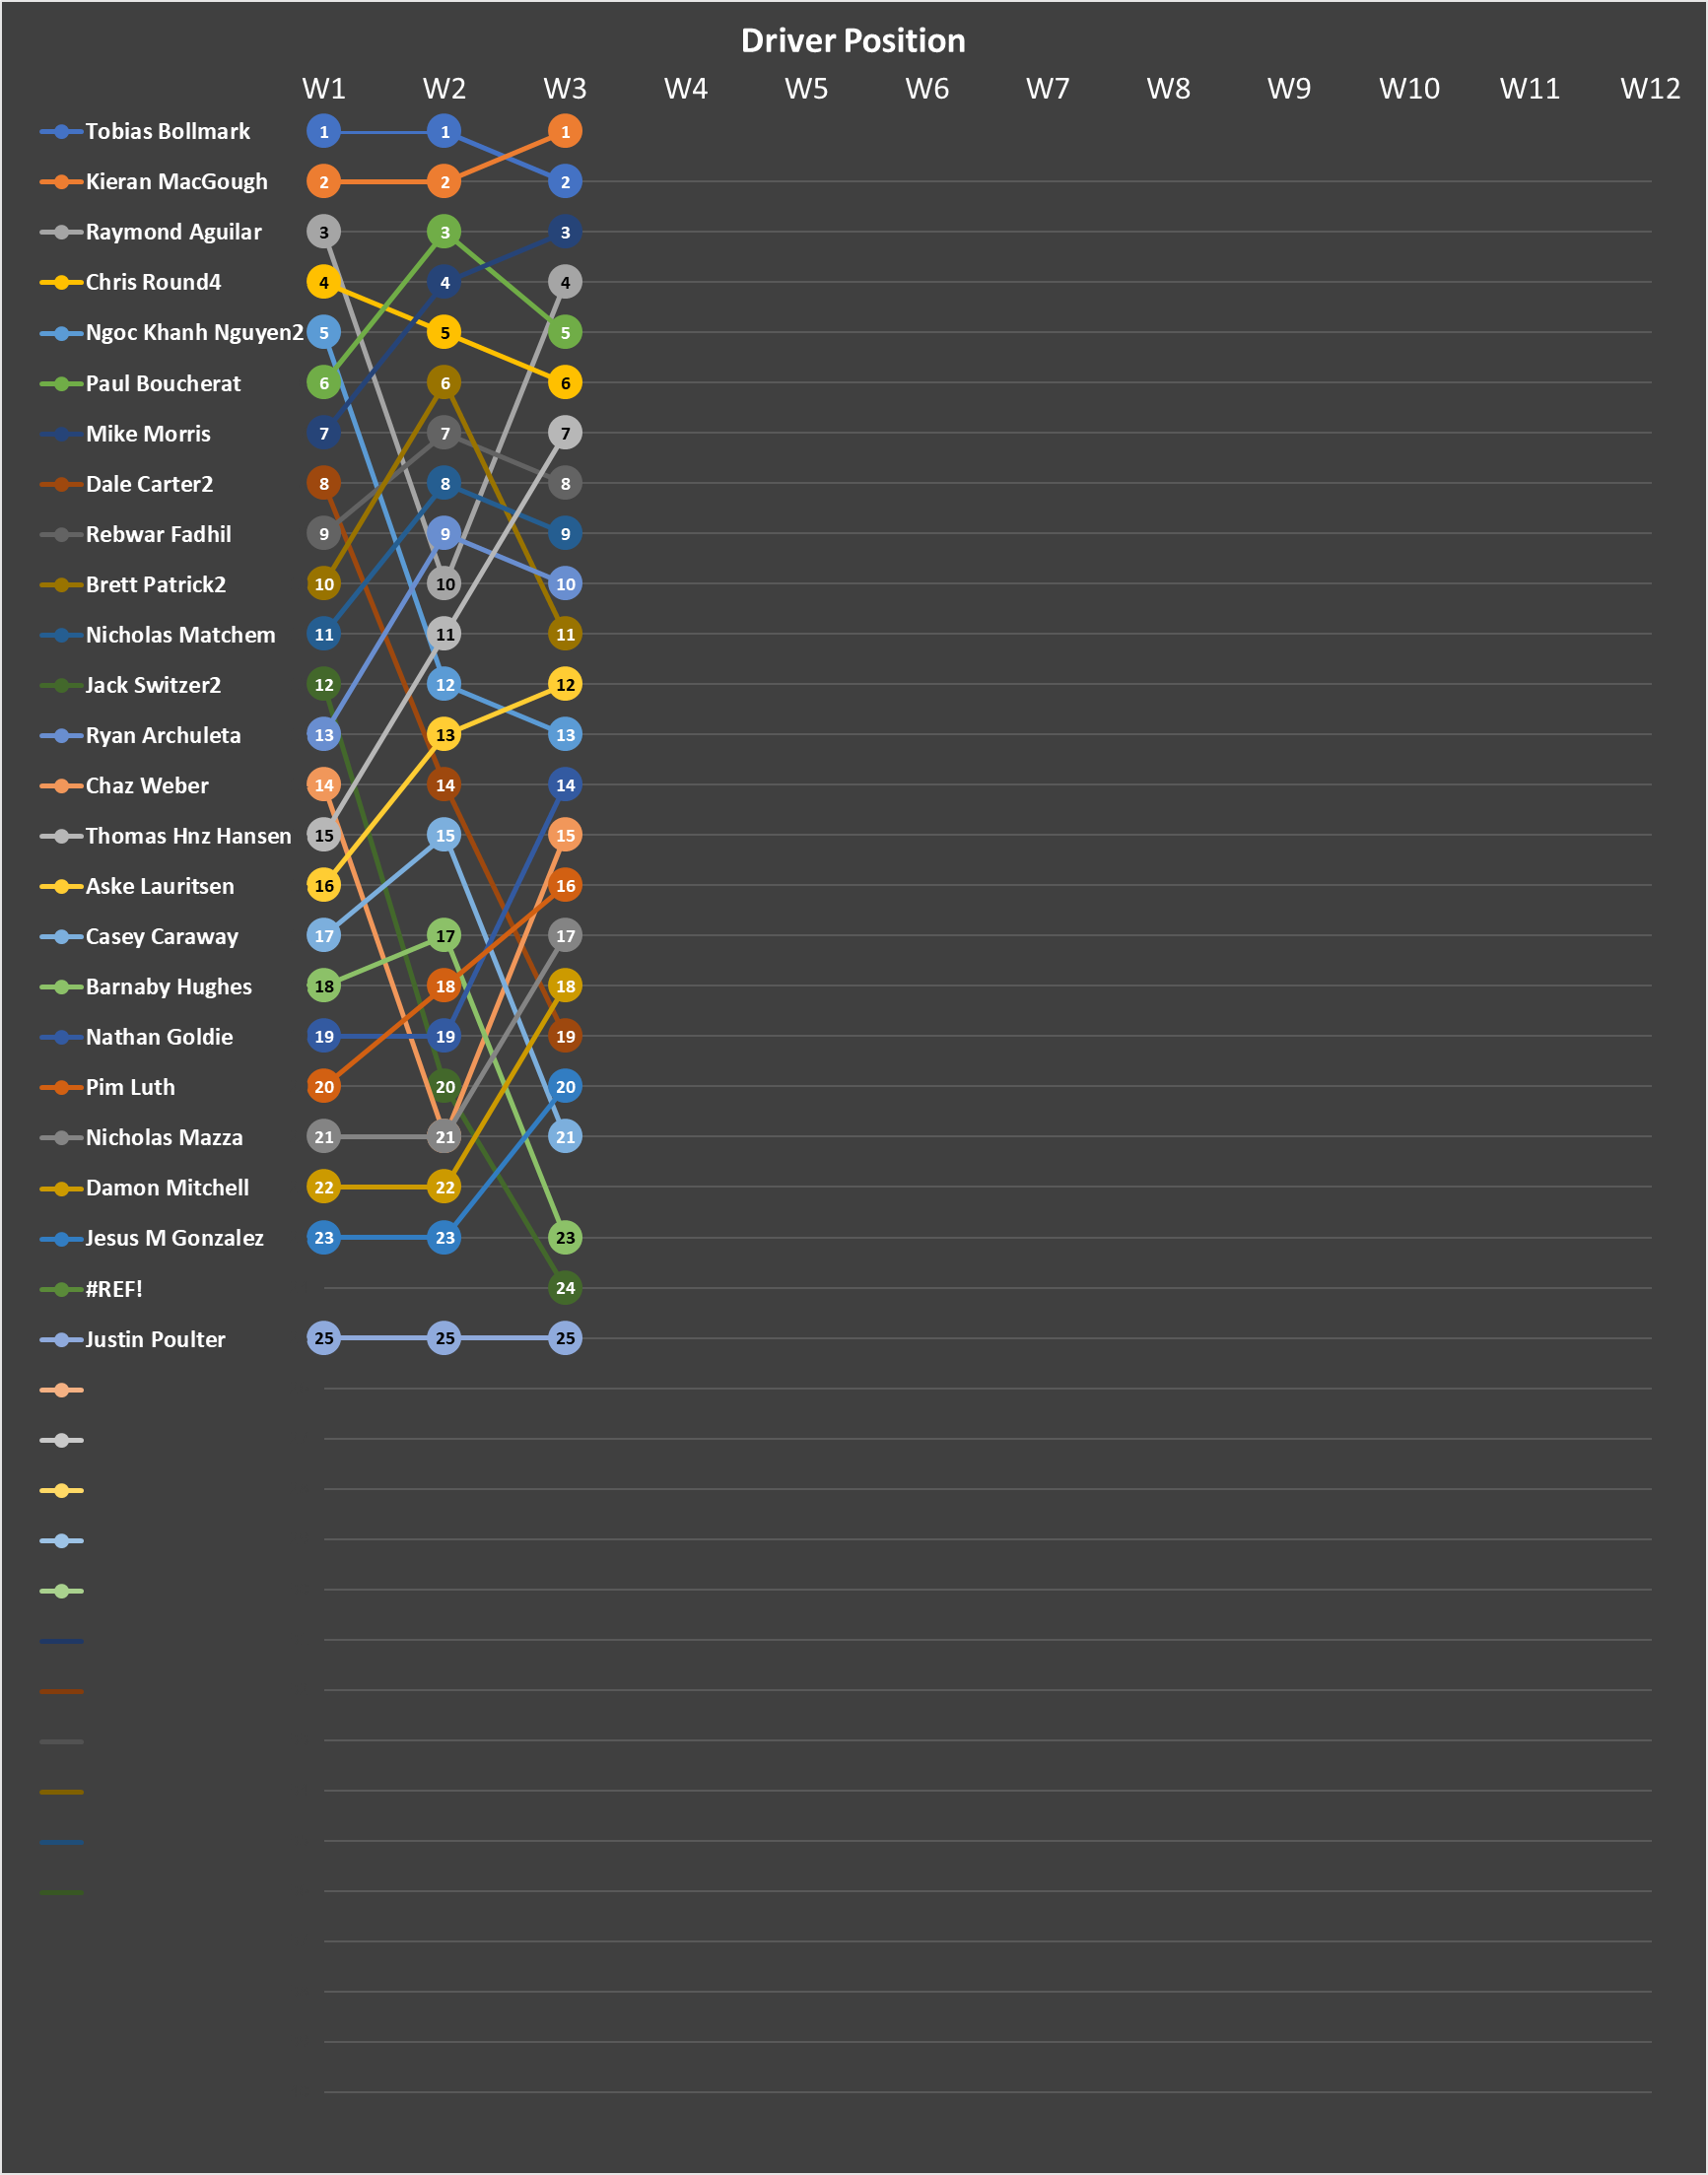 Driver Position
W1 W2 W3 W4 W5 W6 W7 W8 W9 W10 W11 W12
Tobias Bollmark 1 1 1
Kieran MacGough 2 2 2
Raymond Aguilar 3 3 3
Chris Round4 4 4 4
Ngoc Khanh Nguyen2 5 5 5
Paul Boucherat 6 6 6
Mike Morris 7 7 7
Dale Carter2 8 8 8
Rebwar Fadhil 9 9 9
Brett Patrick2 10 10 10
Nicholas Matchem 11 11 11
Jack Switzer2 12 12 12
Ryan Archuleta 13 13 13
Chaz Weber 14 14 14
Thomas Hnz Hansen 15 15 15
Aske Lauritsen 16 16
Casey Caraway 17 17 17
Barnaby Hughes 18 18 18
Nathan Goldie 19 19 19
Pim Luth 20 20 20
Nicholas Mazza 21 21 21
Damon Mitchell 22 22
Jesus M Gonzalez 23 23 23
#REF! 24
Justin Poulter 25 25 25